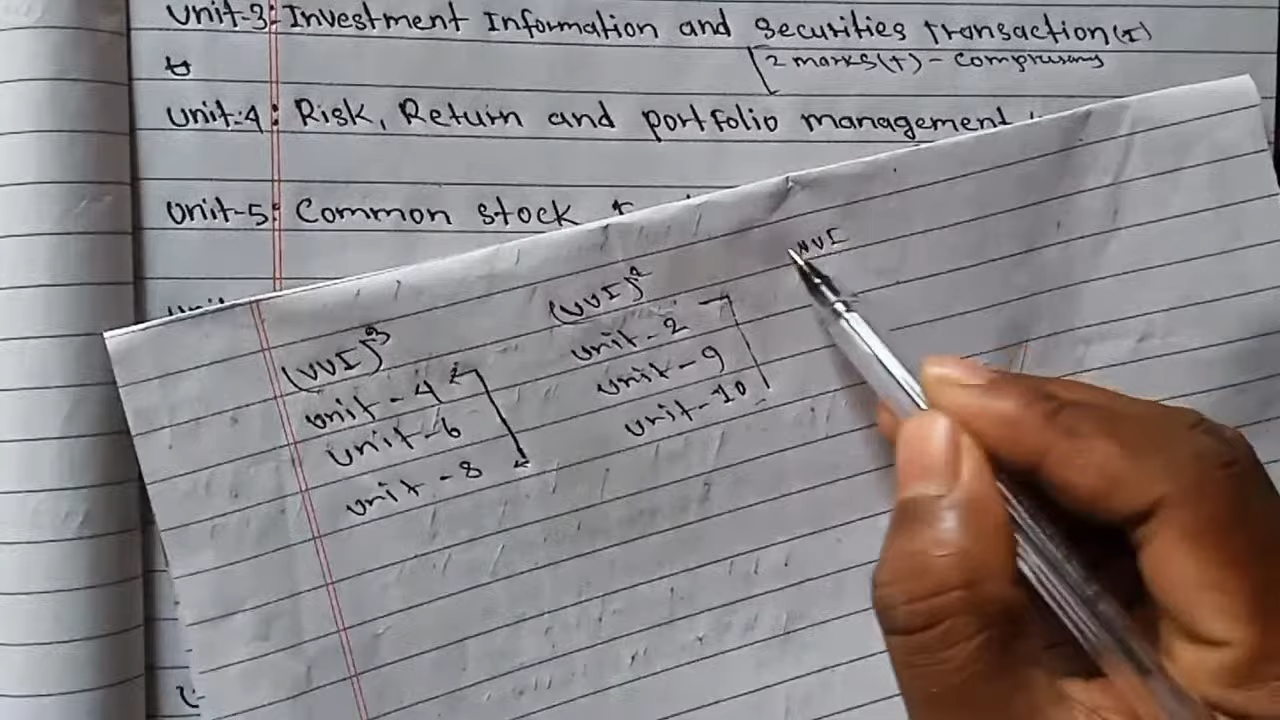 Unit-3:- Investment Information and Securities Transaction(I)
[2 marks(t) - Comprising
Unit:4: Risk, Return and portfolio management
Unit-5: Common stock
(VVI)³
unit - 4
unit - 6
unit - 8
(VVI)²
unit - 2
unit - 9
unit - 10
VVI